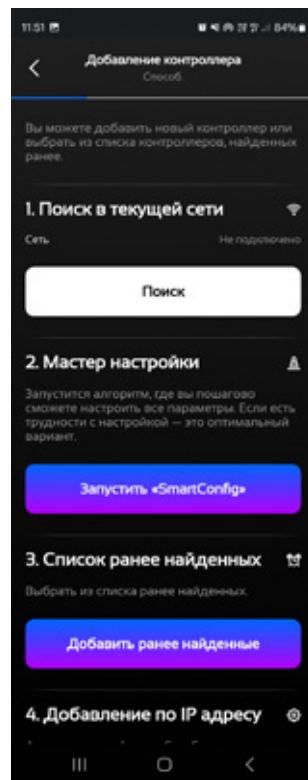 11:51
84%
Добавление контроллера
Способ
Вы можете добавить новый контроллер или
выбрать из списка контроллеров, найденных
ранее.
1. Поиск в текущей сети
Сеть
Не подключено
Поиск
2. Мастер настройки
Запустится алгоритм, где вы пошагово
сможете настроить все параметры. Если есть
трудности с настройкой — это оптимальный
вариант.
Запустить «SmartConfig»
3. Список ранее найденных
Выбрать из списка ранее найденных.
Добавить ранее найденные
4. Добавление по IP адресу